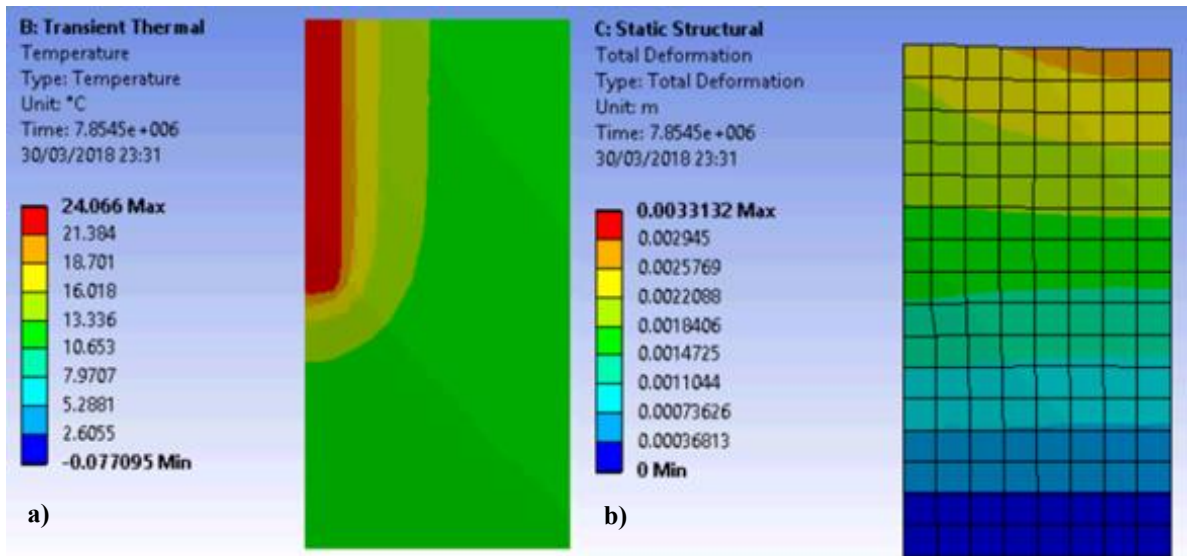 B: Transient Thermal
Temperature
Type: Temperature
Unit: °C
Time: 7.8545e+006
30/03/2018 23:31
24.066 Max
21.384
18.701
16.018
13.336
10.653
7.9707
5.2881
2.6055
-0.077095 Min
a)
C: Static Structural
Total Deformation
Type: Total Deformation
Unit: m
Time: 7.8545e+006
30/03/2018 23:31
0.0033132 Max
0.002945
0.0025769
0.0022088
0.0018406
0.0014725
0.0011044
0.00073626
0.00036813
0 Min
b)